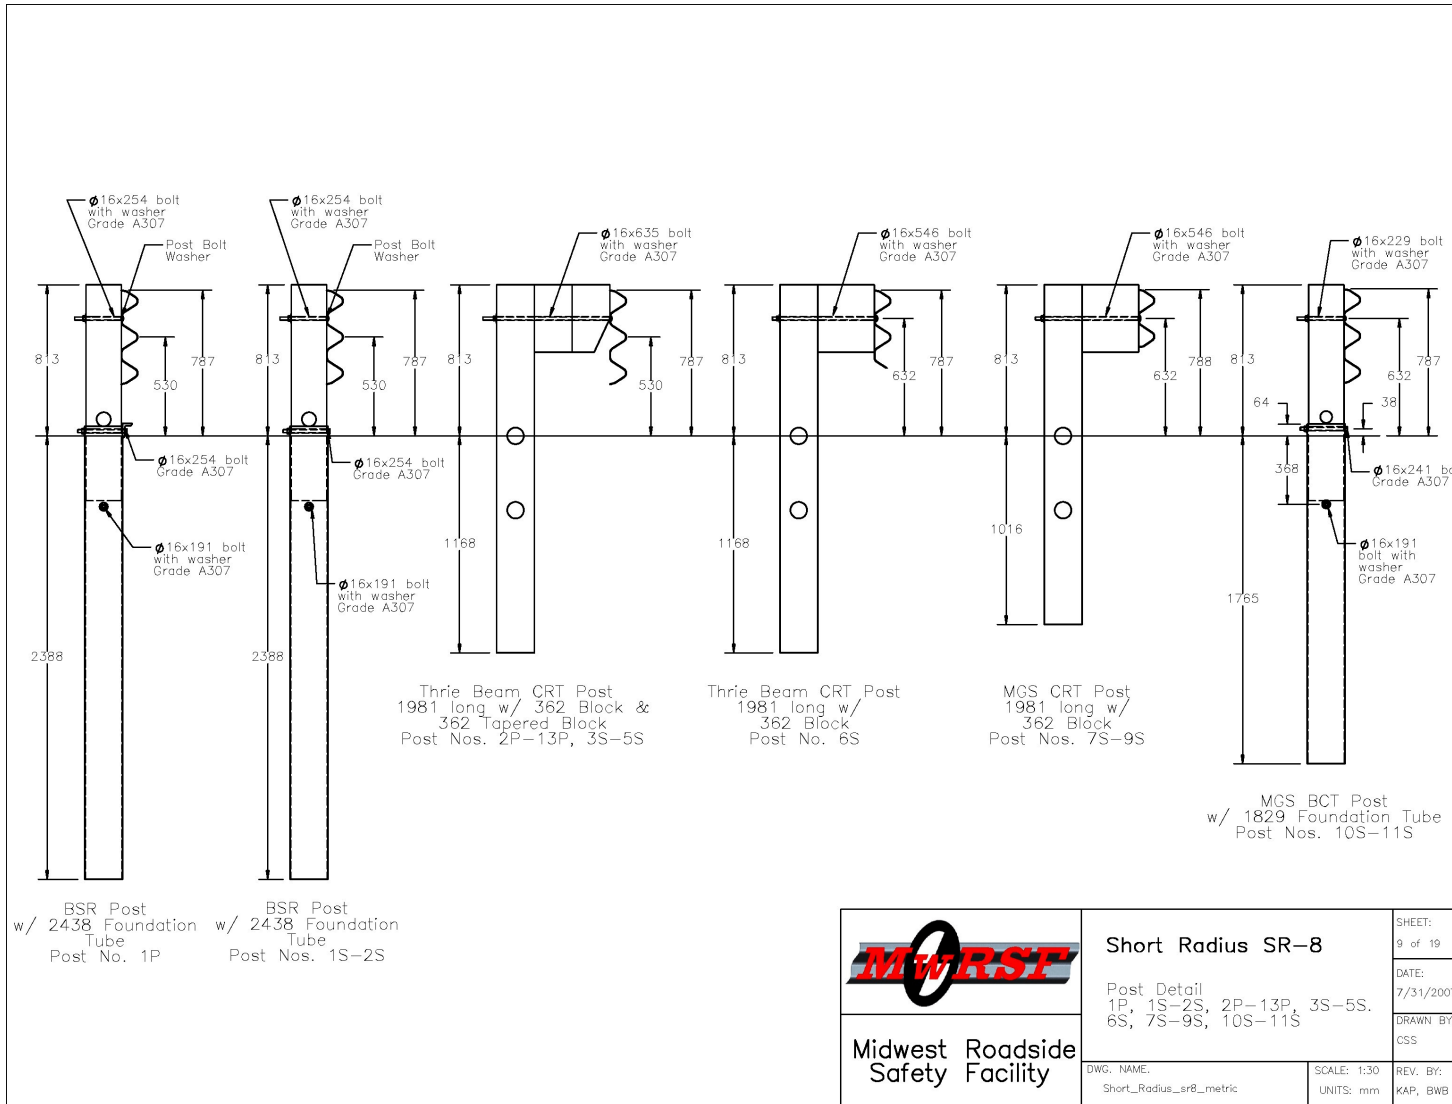 ø16x254 bolt
with washer
Grade A307
Post Bolt
Washer
813
787
530
ø16x254 bolt
Grade A307
ø16x191 bolt
with washer
Grade A307
2388
BSR Post
w/ 2438 Foundation
Tube
Post No. 1P
ø16x254 bolt
with washer
Grade A307
Post Bolt
Washer
813
787
530
ø16x254 bolt
Grade A307
ø16x191 bolt
with washer
Grade A307
2388
BSR Post
w/ 2438 Foundation
Tube
Post Nos. 1S-2S
ø16x635 bolt
with washer
Grade A307
813
787
530
1168
Thrie Beam CRT Post
1981 long w/ 362 Block &
362 Tapered Block
Post Nos. 2P-13P, 3S-5S
ø16x546 bolt
with washer
Grade A307
813
787
632
1168
Thrie Beam CRT Post
1981 long w/
362 Block
Post No. 6S
ø16x546 bolt
with washer
Grade A307
813
788
632
1016
MGS CRT Post
1981 long w/
362 Block
Post Nos. 7S-9S
ø16x229 bolt
with washer
Grade A307
813
787
632
64
38
368
ø16x241
Grade A307
ø16x191
bolt with
washer
Grade A307
1765
MGS BCT Post
w/ 1829 Foundation Tube
Post Nos. 10S-11S
MwRSF
Midwest Roadside
Safety Facility
Short Radius SR-8
Post Detail
1P, 1S-2S, 2P-13P, 3S-5S.
6S, 7S-9S, 10S-11S
DWG. NAME.
Short_Radius_sr8_metric
SCALE: 1:30
UNITS: mm
SHEET:
9 of 19
DATE:
DRAWN BY
CSS
REV. BY:
KAP, BWB